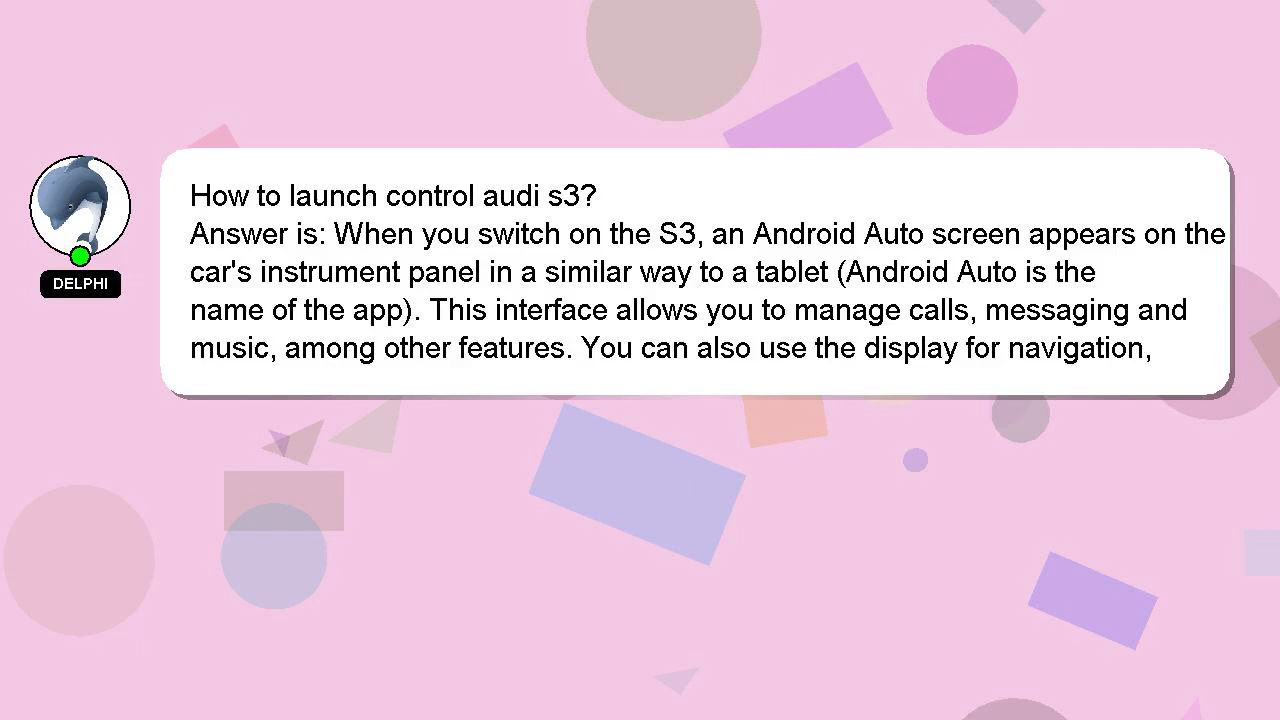 How to launch control audi s3?
Answer is: When you switch on the S3, an Android Auto screen appears on the
car's instrument panel in a similar way to a tablet (Android Auto is the
name of the app). This interface allows you to manage calls, messaging and
music, among other features. You can also use the display for navigation,
DELPHI